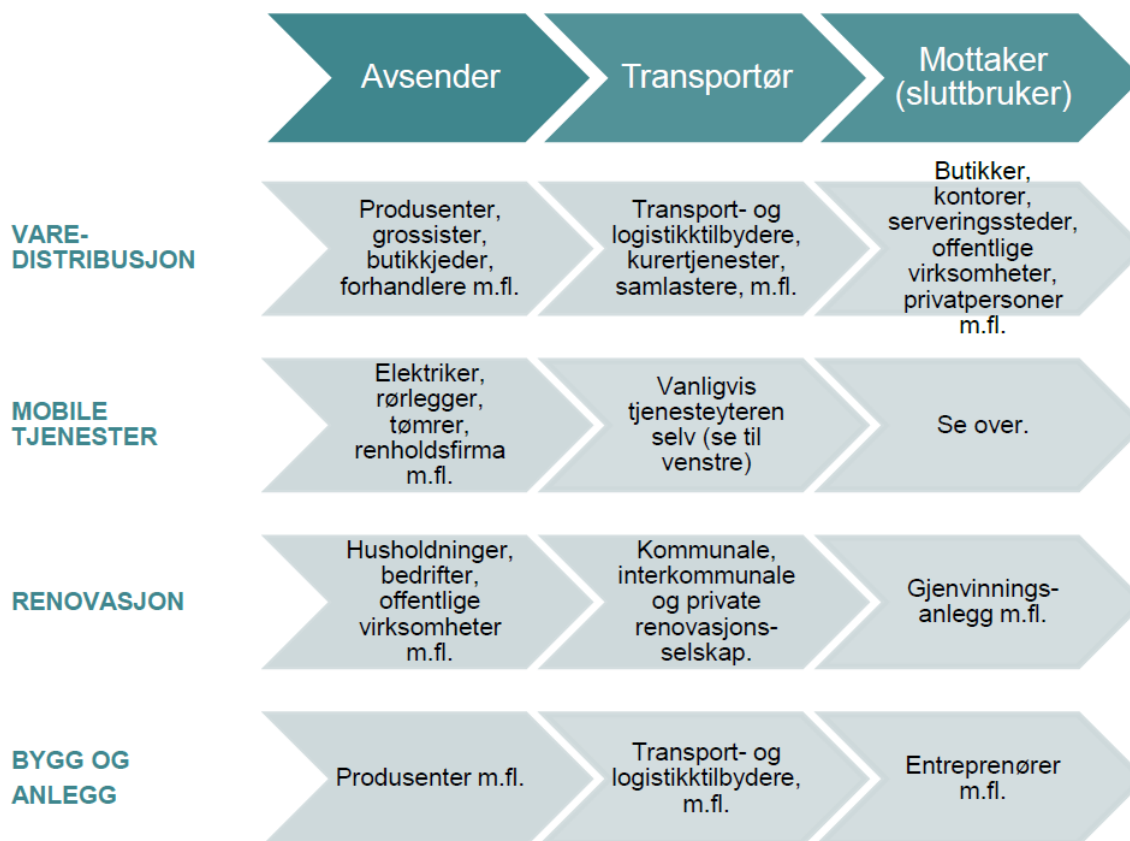 Avsender
Transportør
Mottaker
(sluttbruker)
VARE-
DISTRIBUSJON
Produsenter,
grossister,
butikkjeder,
forhandlere m.fl.
Transport- og
logistikktilbydere,
kurertjenester,
samlastere, m.fl.
Butikker,
kontorer,
serveringssteder,
offentlige
virksomheter,
privatpersoner
m.fl.
MOBILE
TJENESTER
Elektriker,
rørlegger,
tømrer,
renholdsfirma
m.fl.
Vanligvis
tjenesteyteren
selv (se til
venstre)
Se over.
RENOVASJON
Husholdninger,
bedrifter,
offentlige
virksomheter
m.fl.
Kommunale,
interkommunale
og private
renovasjons-
selskap.
Gjenvinnings-
anlegg m.fl.
BYGG OG
ANLEGG
Produsenter m.fl.
Transport- og
logistikktilbydere,
m.fl.
Entreprenører
m.fl.